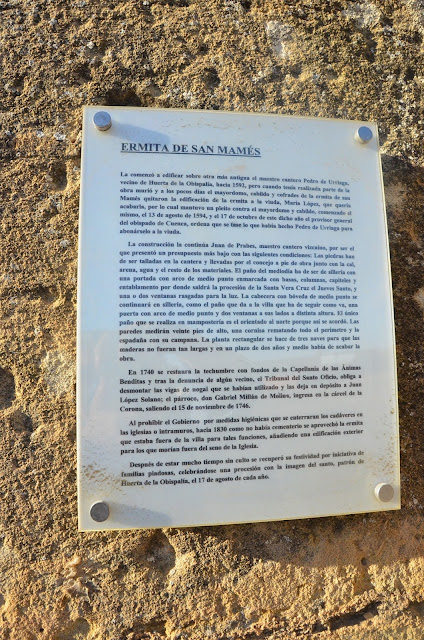 ERMITA DE SAN MAMÉS
La comenzó a edificar sobre otra más antigua el maestro cantero Pedro de Urriaga,
vecino de Huerta de la Obispalía, hacia 1593, pero cuando tenía realizada parte de la
obra murió y a los pocos días el mayordomo, cabildo y cofrades de la ermita de san
Mamés quitaron la edificación de la ermita a la viuda, María López, que quería
acabarla, por lo cual mantuvo un pleito contra el mayordomo y cabildo, comenzado el
mismo, el 13 de agosto de 1594, y el 17 de octubre de este dicho año el provisor general
del obispado de Cuenca, ordena que se tase lo que había hecho Pedro de Urriaga para
abonárselo a la viuda.
La construcción la continúa Juan de Prabes, maestro cantero vizcaíno, por ser el
que presentó un presupuesto más bajo con las siguientes condiciones: Las piedras han
de ser talladas en la cantera y llevadas por el concejo a pie de obra junto con la cal,
arena, agua y el resto de los materiales. El paño del mediodía ha de ser de sillería con
una portada con arco de medio punto enmarcada con basas, columnas, capiteles y
entablamento por donde saldrá la procesión de la Santa Vera Cruz el Jueves Santo, y
una o dos ventanas rasgadas para la luz. La cabecera con bóveda de medio punto se
continuará en sillería, como el paño que da a la villa que ha de seguir como va, una
puerta con arco de medio punto y dos ventanas a sus lados a distinta altura. El único
paño que se realiza en mampostería es el orientado al norte porque así se acordó. Las
paredes medirán veinte pies de alto, una cornisa rematando todo el perímetro y la
espadaña con su campana. La planta rectangular se hace de tres naves para que las
maderas no fueran tan largas y en un plazo de dos años y medio había de acabar la
obra.
En 1740 se restaura la techumbre con fondos de la Capellanía de las Ánimas
Benditas y tras la denuncia de algún vecino, el Tribunal del Santo Oficio, obliga a
desmontar las vigas de nogal que se habían utilizado y las deja en depósito a Juan
López Solano; el párroco, don Gabriel Millán de Molias, ingresa en la cárcel de la
Corona, saliendo el 15 de noviembre de 1746.
Al prohibir el Gobierno por medidas higiénicas que se enterraran los cadáveres en
las iglesias o intramuros, hacia 1830 como no había cementerio se aprovechó la ermita
que estaba fuera de la villa para tales funciones, añadiendo una edificación exterior
para los que morían fuera del seno de la Iglesia.
Después de estar mucho tiempo sin culto se recuperó su festividad por iniciativa de
familias piadosas, celebrándose una procesión con la imagen del santo, patrón de
Huerta de la Obispalía, el 17 de agosto de cada año.